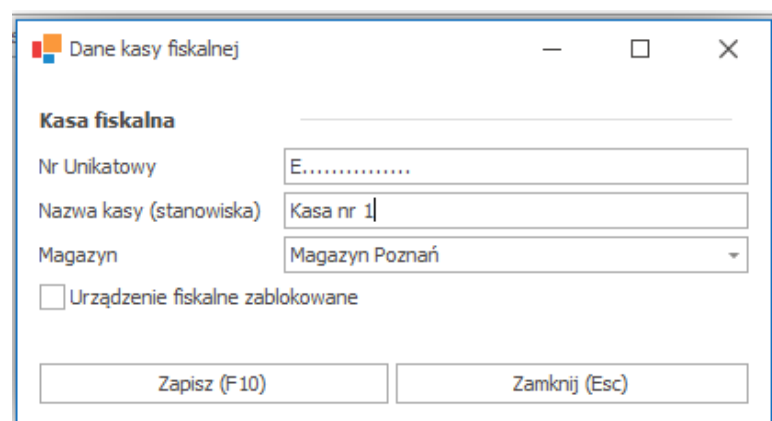 Dane kasy fiskalnej
Kasa fiskalna
Nr Unikatowy E...............
Nazwa kasy (stanowiska) Kasa nr 1
Magazyn Magazyn Poznań
Urządzenie fiskalne zablokowane
Zapisz (F10) Zamknij (Esc)